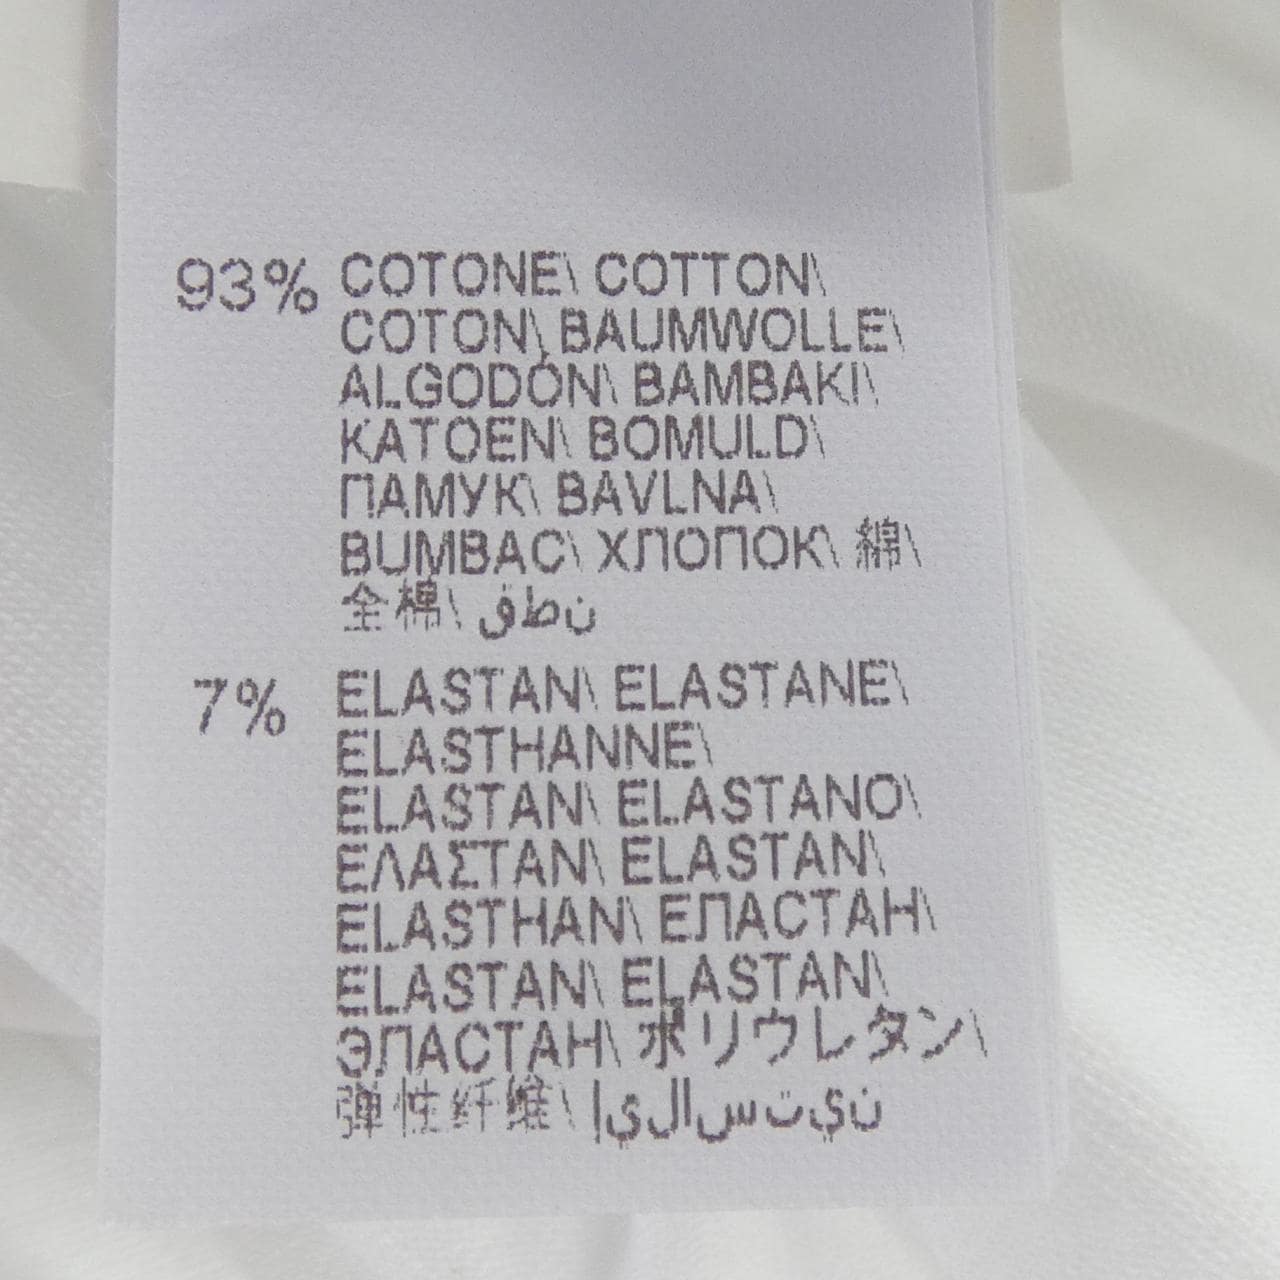 93% COTONE\ COTTON\
COTON\ BAUMWOLLE\
ALGODÓN\ BAMBAKI\
KATOEN\ BOMULD\
ПАМУК\ BAVLNA\
BUMBAC\ ХЛОПОК\ 綿\
全棉\ قطن
7% ELASTAN\ ELASTANE\
ELASTHANNE\
ELASTAN\ ELASTANO\
ΕΛΑΣΤΑΝ\ ELASTAN\
ELASTHAN\ ЕЛАСТАН\
ELASTAN\ ELASTAN\
ЭЛАСТАН\ ポリウレタン\
弹性纤维\ إيلاستين